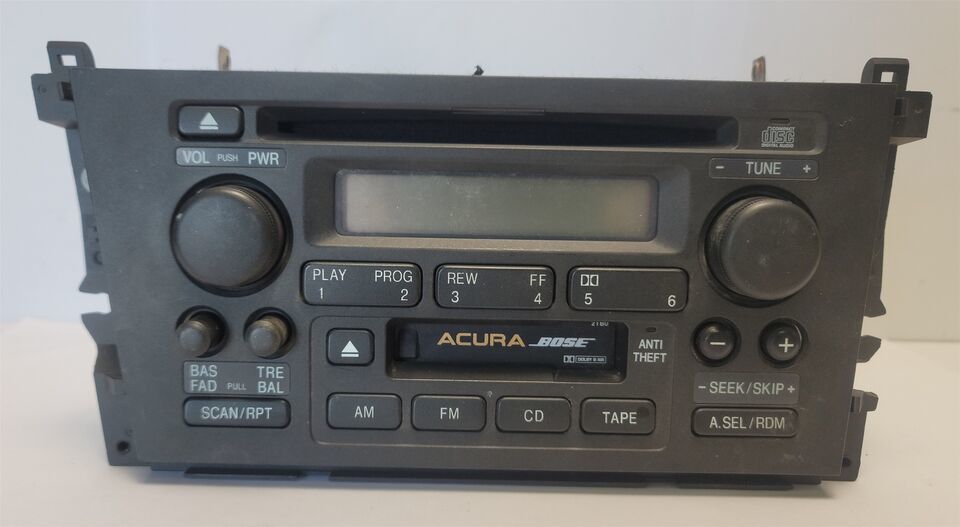 COMPACT
disc
DIGITAL AUDIO
VOL PUSH PWR
- TUNE +
PLAY PROG
1 2
REW FF
3 4
5 6
2160
ACURA BOSE
DOLBY B NR
ANTI
THEFT
- +
BAS TRE
FAD PULL BAL
- SEEK/SKIP +
SCAN/RPT
AM
FM
CD
TAPE
A.SEL/RDM